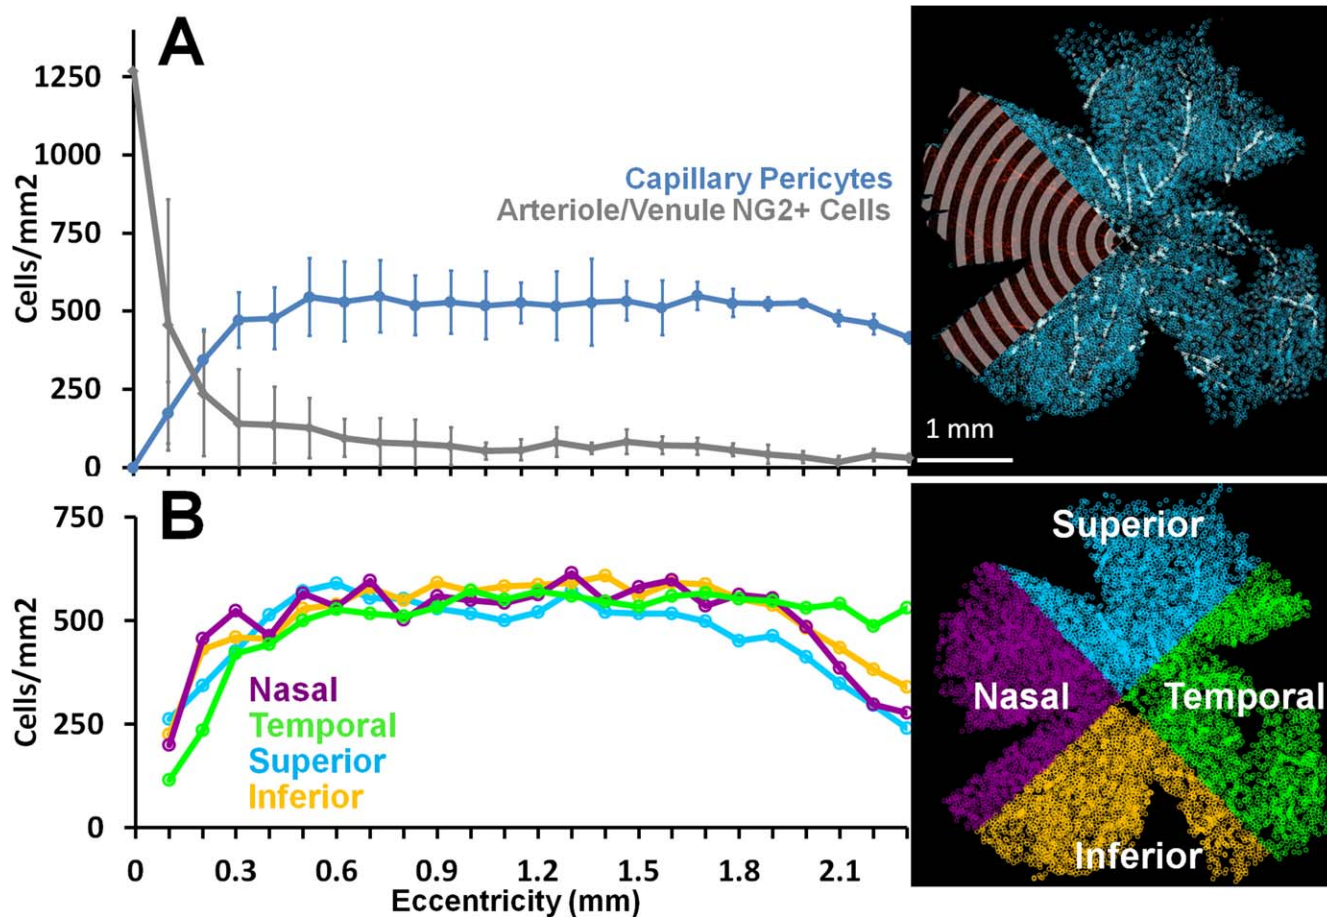 A
1250
1000
750
500
250
0
Cells/mm2
Capillary Pericytes
Arteriole/Venule NG2+ Cells
1 mm
B
750
500
250
0
Cells/mm2
Nasal
Temporal
Superior
Inferior
0 0.3 0.6 0.9 1.2 1.5 1.8 2.1
Eccentricity (mm)
Superior
Nasal Temporal
Inferior